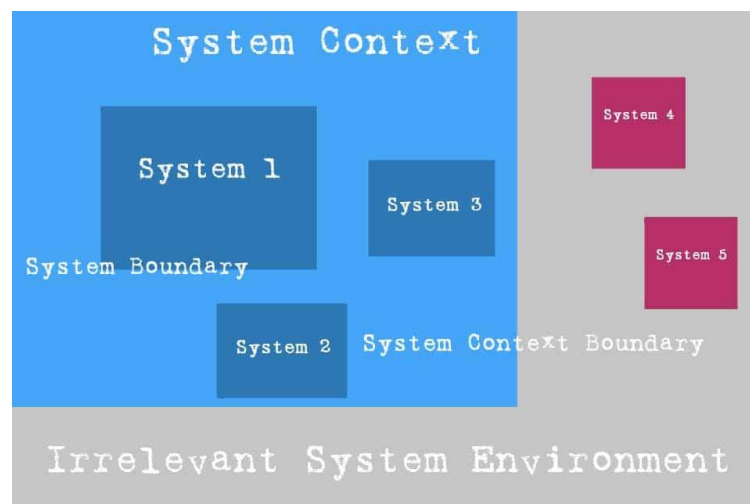 System Context
System 4
System 1
System 3
System 5
System Boundary
System 2
System Context Boundary
Irrelevant System Environment